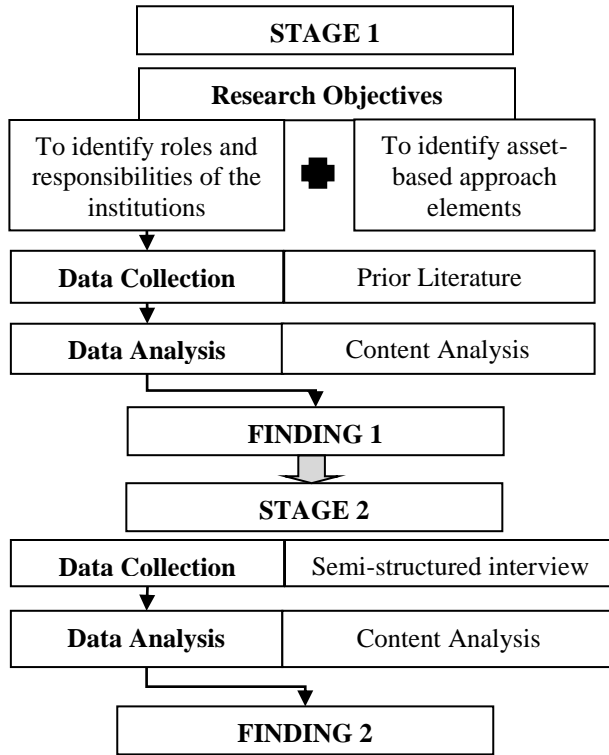 STAGE 1
Research Objectives
To identify roles and
responsibilities of the
institutions
To identify asset-
based approach
elements
Data Collection
Prior Literature
Data Analysis
Content Analysis
FINDING 1
STAGE 2
Data Collection
Semi-structured interview
Data Analysis
Content Analysis
FINDING 2